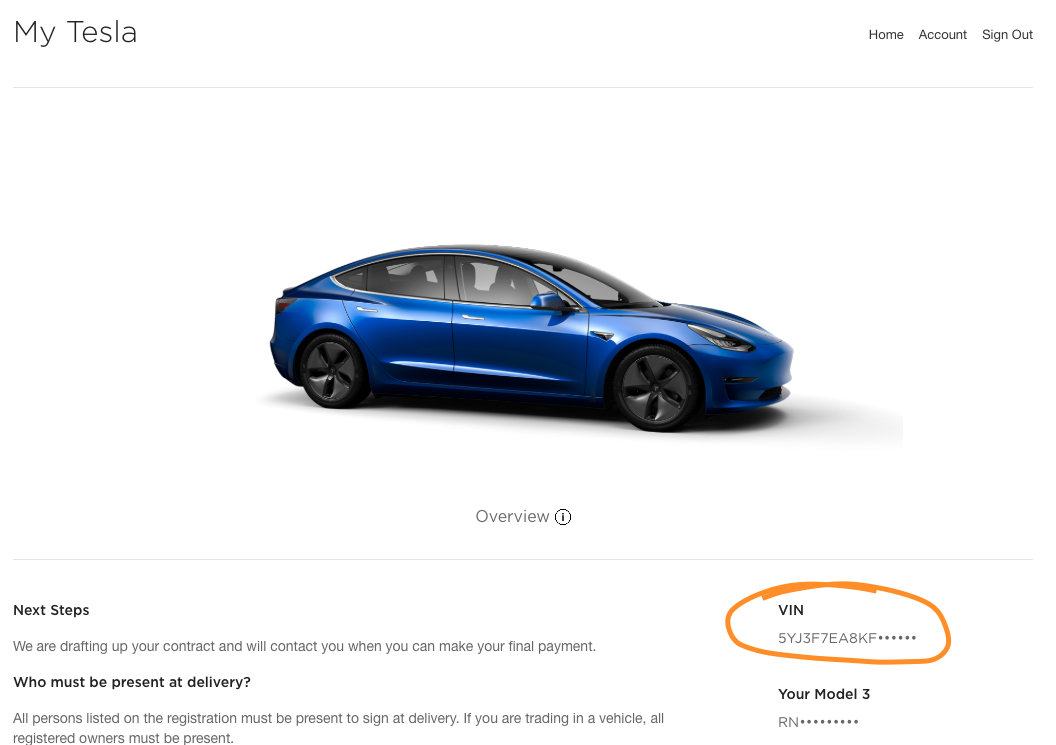 My Tesla
Home Account Sign Out
Overview
Next Steps
We are drafting up your contract and will contact you when you can make your final payment.
Who must be present at delivery?
All persons listed on the registration must be present to sign at delivery. If you are trading in a vehicle, all
registered owners must be present.
VIN
5YJ3F7EA8KF••••••
Your Model 3
RN•••••••••